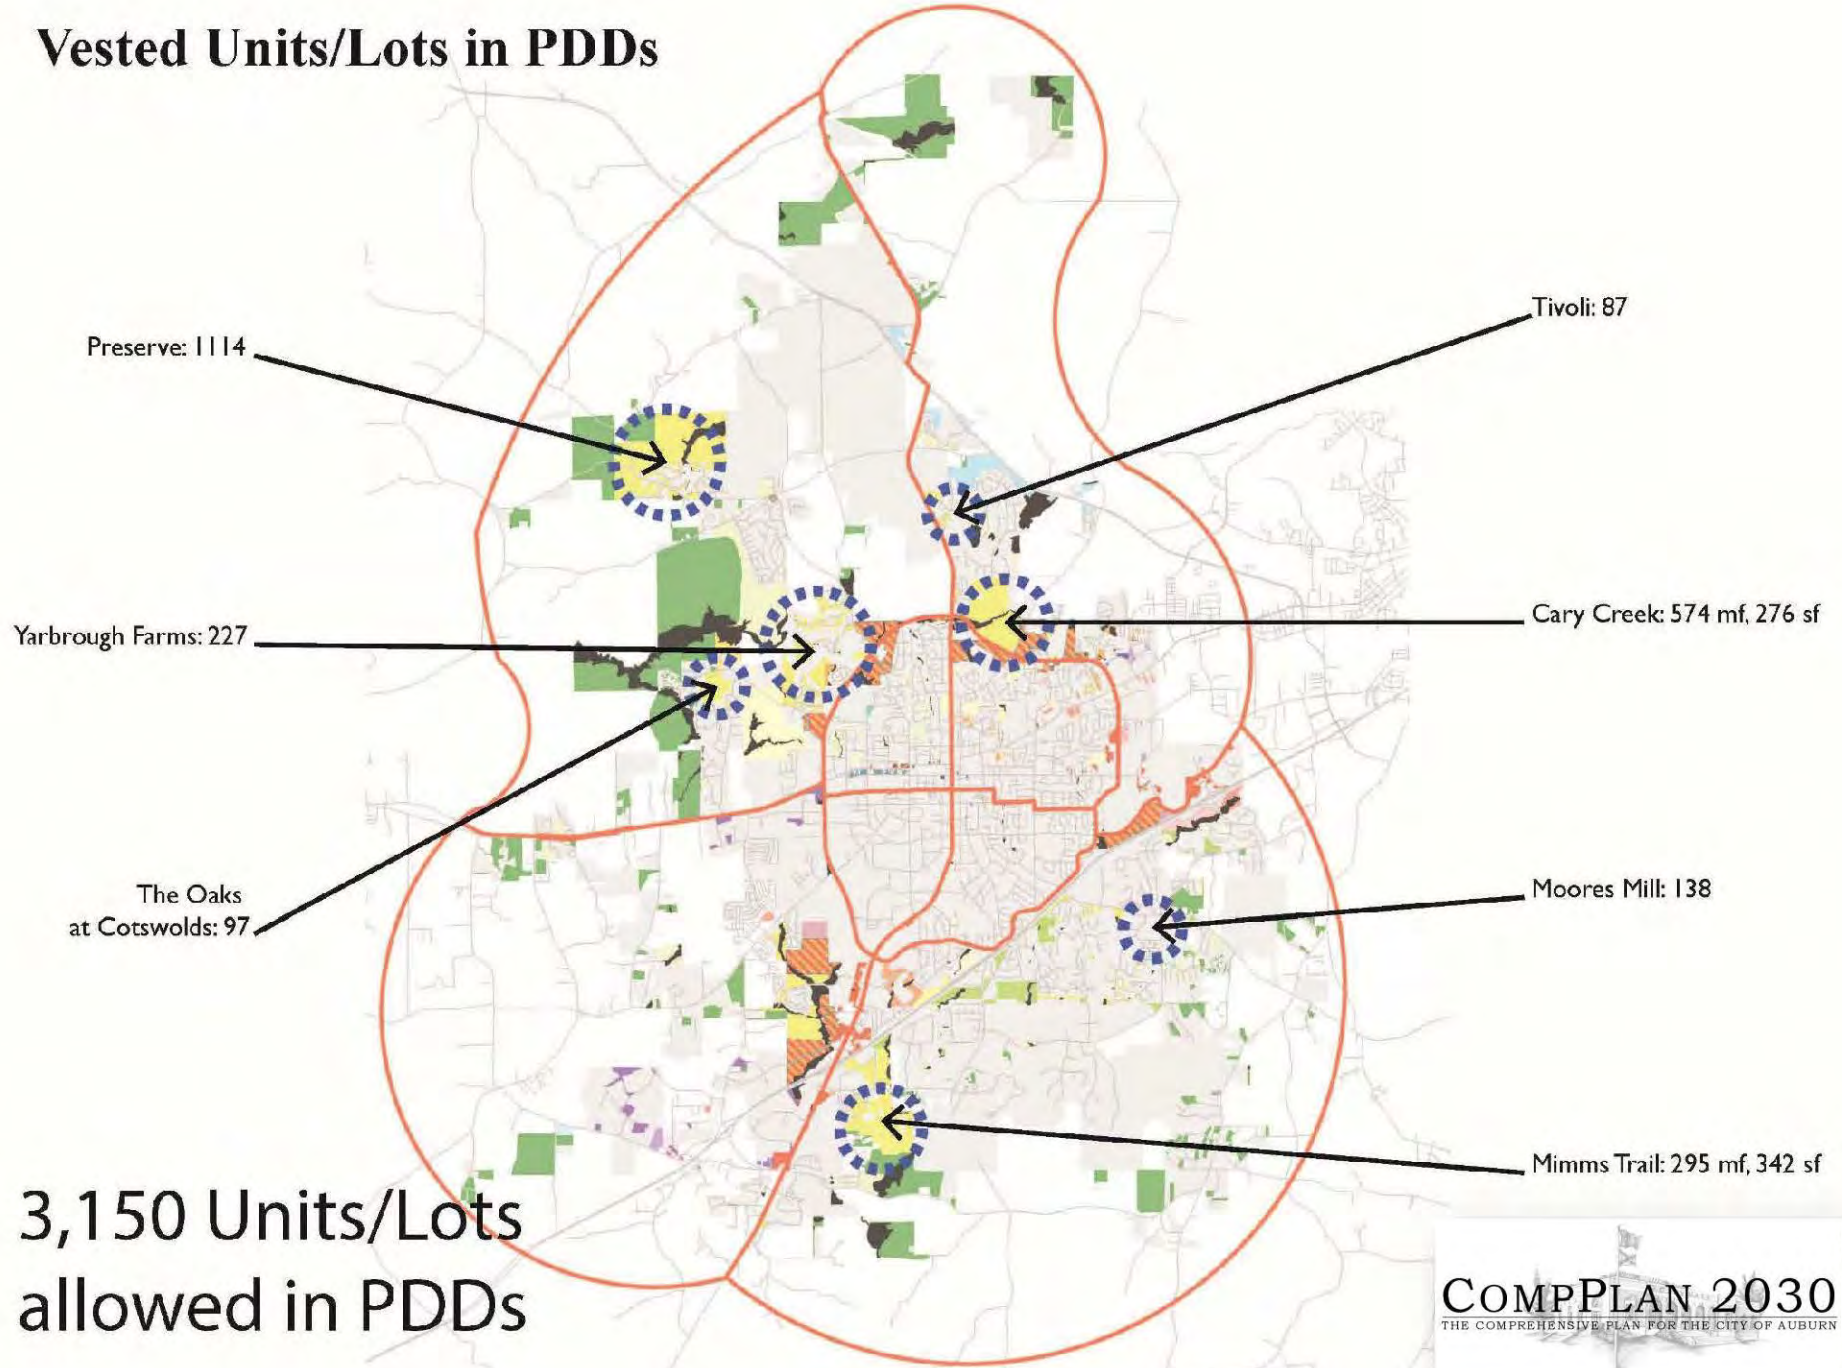 Vested Units/Lots in PDDs
Tivoli: 87
Preserve: 1114
Cary Creek: 574 mf, 276 sf
Yarbrough Farms: 227
The Oaks
at Cotswolds: 97
Moores Mill: 138
Mimms Trail: 295 mf, 342 sf
3,150 Units/Lots
allowed in PDDs
COMPPLAN 2030
THE COMPREHENSIVE PLAN FOR THE CITY OF AUBURN